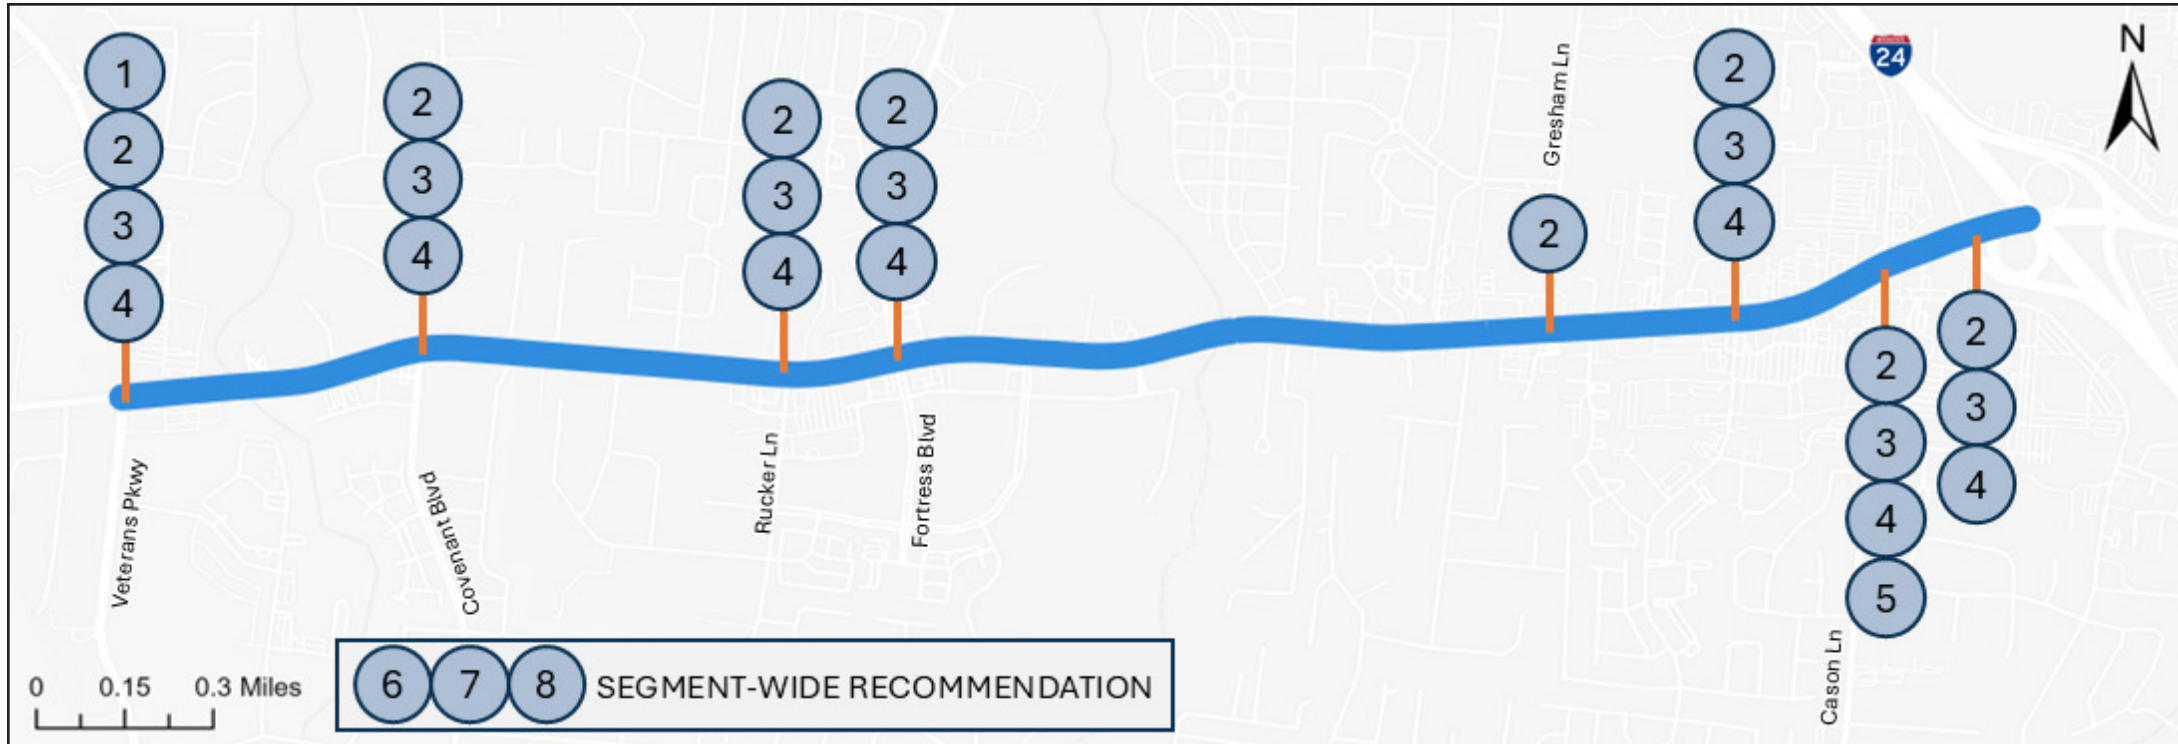 1
2
3
4
2
3
4
2
3
4
2
3
4
2
2
3
4
2
3
4
5
2
3
4
24
N
Veterans Pkwy
Covenant Blvd
Rucker Ln
Fortress Blvd
Gresham Ln
Cason Ln
0 0.15 0.3 Miles
6 7 8 SEGMENT-WIDE RECOMMENDATION